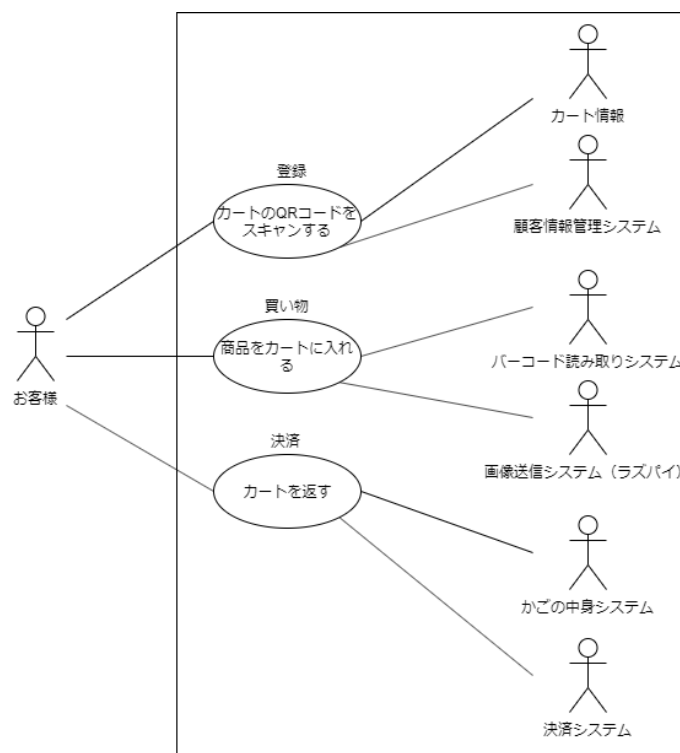 カート情報
登録
カートのQRコードを
スキャンする
顧客情報管理システム
買い物
商品をカートに入れ
る
バーコード読み取りシステム
お客様
決済
画像送信システム（ラズパイ）
カートを返す
かごの中身システム
決済システム